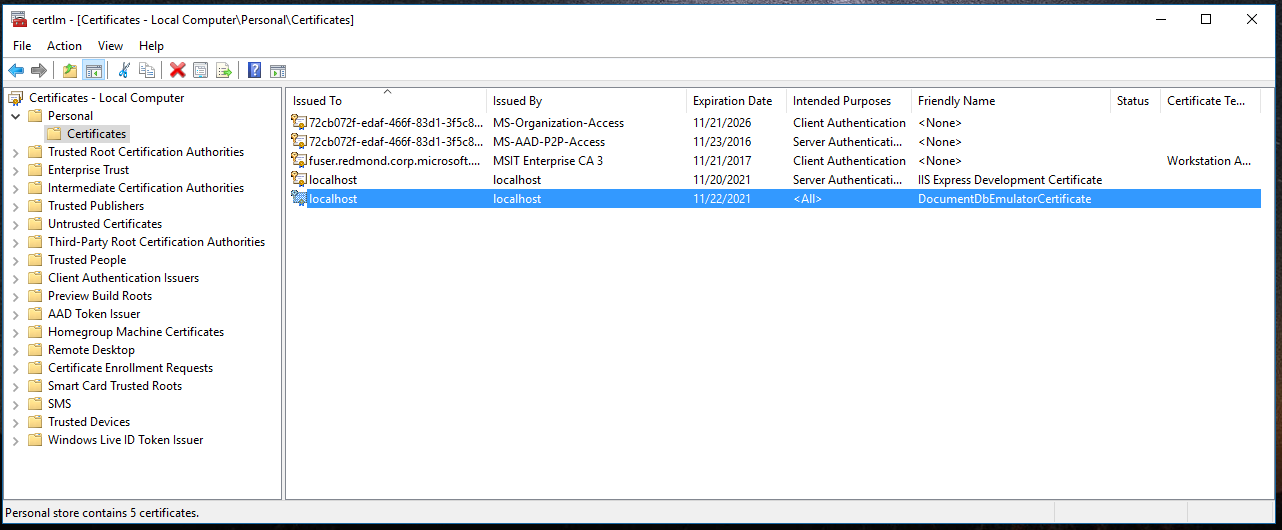 certlm - [Certificates - Local Computer\Personal\Certificates]
File Action View Help
Certificates - Local Computer
Personal
Certificates
Trusted Root Certification Authorities
Enterprise Trust
Intermediate Certification Authorities
Trusted Publishers
Untrusted Certificates
Third-Party Root Certification Authorities
Trusted People
Client Authentication Issuers
Preview Build Roots
AAD Token Issuer
Homegroup Machine Certificates
Remote Desktop
Certificate Enrollment Requests
Smart Card Trusted Roots
SMS
Trusted Devices
Windows Live ID Token Issuer
Issued To Issued By Expiration Date Intended Purposes Friendly Name Status Certificate Te...
72cb072f-edaf-466f-83d1-3f5c8... MS-Organization-Access 11/21/2026 Client Authentication <None>
72cb072f-edaf-466f-83d1-3f5c8... MS-AAD-P2P-Access 11/23/2016 Server Authenticati... <None>
fuser.redmond.corp.microsoft.... MSIT Enterprise CA 3 11/21/2017 Client Authentication <None> Workstation A...
localhost localhost 11/20/2021 Server Authenticati... IIS Express Development Certificate
localhost localhost 11/22/2021 <All> DocumentDbEmulatorCertificate
Personal store contains 5 certificates.